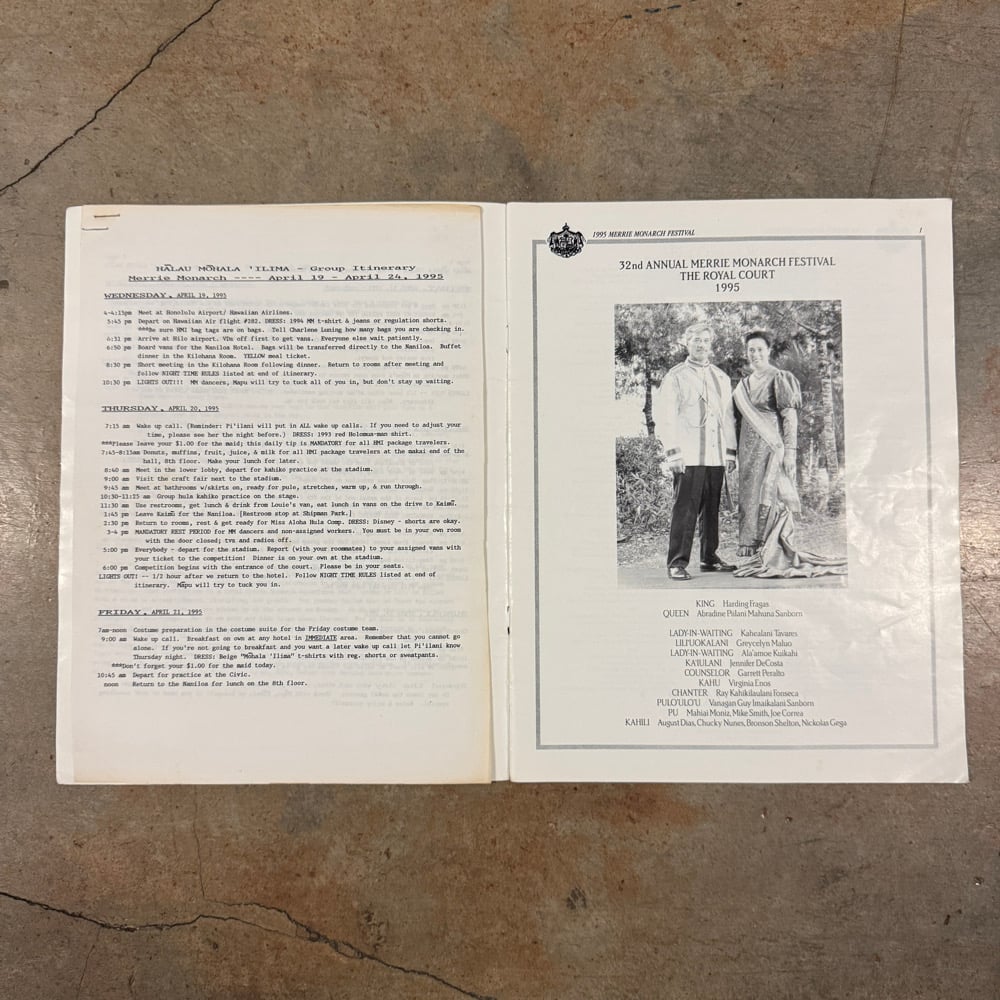 HĀLAU MŌHALA 'ILIMA - Group Itinerary
Merrie Monarch ---- April 19 - April 24, 1995
WEDNESDAY, APRIL 19, 1995
4-4:15pm Meet at Honolulu Airport/ Hawaiian Airlines.
5:45 pm Depart on Hawaiian Air flight #282. DRESS: 1994 MM t-shirt & jeans or regulation shorts.
***Be sure HMI bag tags are on bags. Tell Charlene Luning how many bags you are checking in.
6:31 pm Arrive at Hilo airport. VDs off first to get vans. Everyone else wait patiently.
6:50 pm Board vans for the Naniloa Hotel. Bags will be transferred directly to the Naniloa. Buffet
dinner in the Kilohana Room. YELLOW meal ticket.
8:30 pm Short meeting in the Kilohana Room following dinner. Return to rooms after meeting and
follow NIGHT TIME RULES listed at end of itinerary.
10:30 pm LIGHTS OUT!!! MM dancers, Mapu will try to tuck all of you in, but don't stay up waiting.
THURSDAY, APRIL 20, 1995
7:15 am Wake up call. (Reminder: Pi'ilani will put in ALL wake up calls. If you need to adjust your
time, please see her the night before.) DRESS: 1993 red Holomua-man shirt.
***Please leave your $1.00 for the maid; this daily tip is MANDATORY for all HMI package travelers.
7:45-8:15am Donuts, muffins, fruit, juice, & milk for all HMI package travelers at the makai end of the
hall, 8th floor. Make your lunch for later.
8:40 am Meet in the lower lobby, depart for kahiko practice at the stadium.
9:00 am Visit the craft fair next to the stadium.
9:45 am Meet at bathrooms w/skirts on, ready for pule, stretches, warm up, & run through.
10:30-11:25 am Group hula kahiko practice on the stage.
11:30 am Use restrooms, get lunch & drink from Louie's van, eat lunch in vans on the drive to Kaimū.
1:45 pm Leave Kaimū for the Naniloa. [Restroom stop at Shipman Park.]
2:30 pm Return to rooms, rest & get ready for Miss Aloha Hula Comp. DRESS: Disney - shorts are okay.
3-4 pm MANDATORY REST PERIOD for MM dancers and non-assigned workers. You must be in your own room
with the door closed; tvs and radios off.
5:00 pm Everybody - depart for the stadium. Report (with your roommates) to your assigned vans with
your ticket to the competition! Dinner is on your own at the stadium.
6:00 pm Competition begins with the entrance of the court. Please be in your seats.
LIGHTS OUT! -- 1/2 hour after we return to the hotel. Follow NIGHT TIME RULES listed at end of
itinerary. Mapu will try to tuck you in.
FRIDAY, APRIL 21, 1995
7am-noon Costume preparation in the costume suite for the Friday costume team.
9:00 am Wake up call. Breakfast on own at any hotel in IMMEDIATE area. Remember that you cannot go
alone. If you're not going to breakfast and you want a later wake up call let Pi'ilani know
Thursday night. DRESS: Beige "Mōhala 'Ilima" t-shirts with reg. shorts or sweatpants.
***Don't forget your $1.00 for the maid today.
10:45 am Depart for practice at the Civic.
noon Return to the Naniloa for lunch on the 8th floor.
1995 MERRIE MONARCH FESTIVAL 1
32nd ANNUAL MERRIE MONARCH FESTIVAL
THE ROYAL COURT
1995
KING Harding Fragas
QUEEN Abradine Piilani Mahuna Sanborn
LADY-IN-WAITING Kahealani Tavares
LILI'UOKALANI Greycelyn Maluo
LADY-IN-WAITING Ala'amoe Kuikahi
KA'IULANI Jennifer DeCosta
COUNSELOR Garrett Peralto
KAHU Virginia Enos
CHANTER Ray Kahikilaulani Fonseca
PULO'ULO'U Vanagan Guy Imaikalani Sanborn
PU Mahiai Moniz, Mike Smith, Joe Correa
KAHILI August Dias, Chucky Nunes, Bronson Shelton, Nickolas Gega